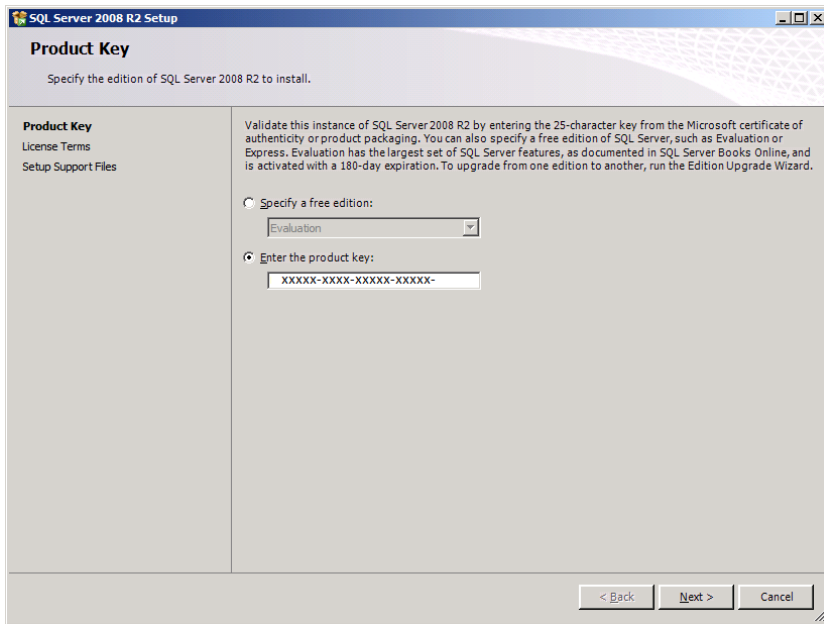 SQL Server 2008 R2 Setup
Product Key
Specify the edition of SQL Server 2008 R2 to install.
Product Key
License Terms
Setup Support Files
Validate this instance of SQL Server 2008 R2 by entering the 25-character key from the Microsoft certificate of
authenticity or product packaging. You can also specify a free edition of SQL Server, such as Evaluation or
Express. Evaluation has the largest set of SQL Server features, as documented in SQL Server Books Online, and
is activated with a 180-day expiration. To upgrade from one edition to another, run the Edition Upgrade Wizard.
Specify a free edition:
Evaluation
Enter the product key:
XXXXX-XXXX-XXXXX-XXXXX-
< Back
Next >
Cancel